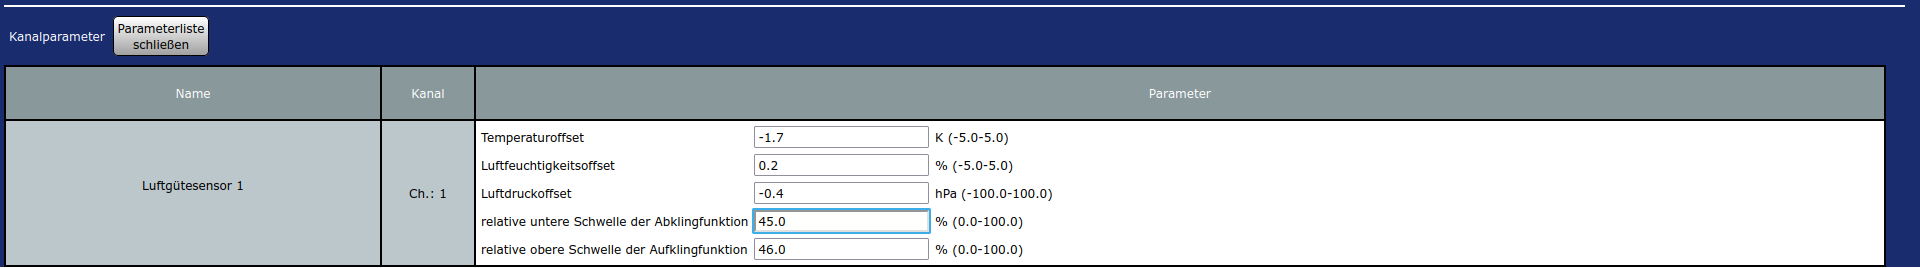 Kanalparameter
Parameterliste
schließen
Name Kanal Parameter
Luftgütesensor 1
Ch.: 1
Temperaturoffset -1.7 K (-5.0-5.0)
Luftfeuchtigkeitsoffset 0.2 % (-5.0-5.0)
Luftdruckoffset -0.4 hPa (-100.0-100.0)
relative untere Schwelle der Abklingfunktion 45.0 % (0.0-100.0)
relative obere Schwelle der Aufklingfunktion 46.0 % (0.0-100.0)